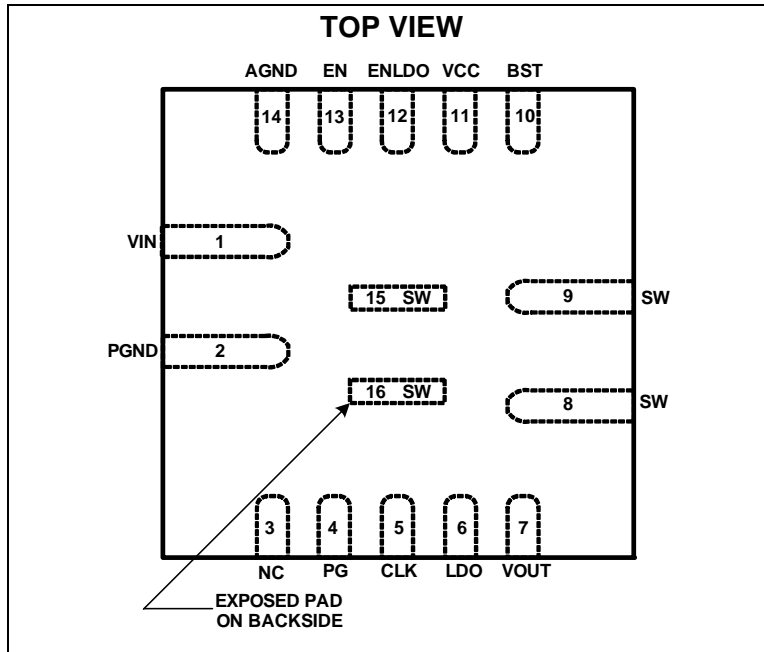 TOP VIEW
AGND EN ENLDO VCC BST
14 13 12 11 10
VIN 1
15 SW 9 SW
PGND 2
16 SW 8 SW
3 4 5 6 7
NC PG CLK LDO VOUT
EXPOSED PAD
ON BACKSIDE